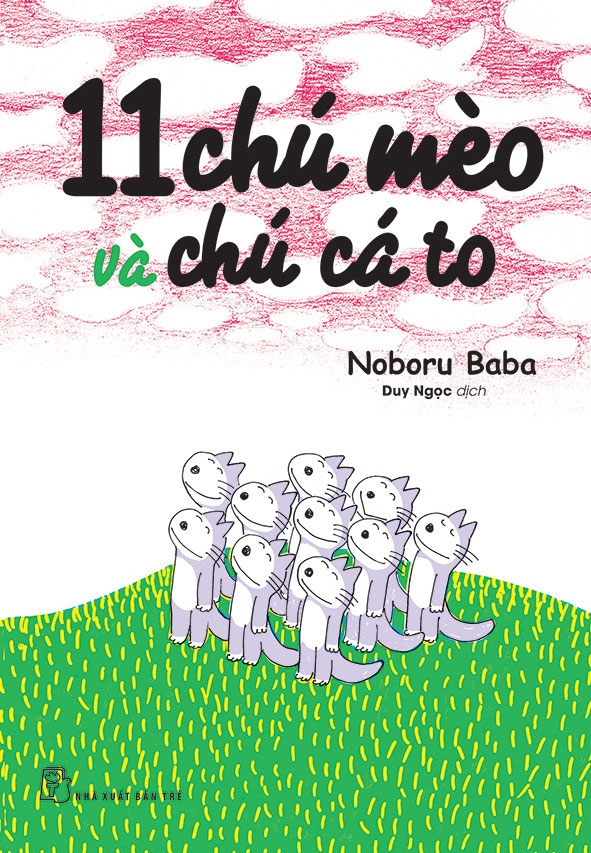 11 chú mèo
và chú cá to
Noboru Baba
Duy Ngọc dịch
NHÀ XUẤT BẢN TRẺ